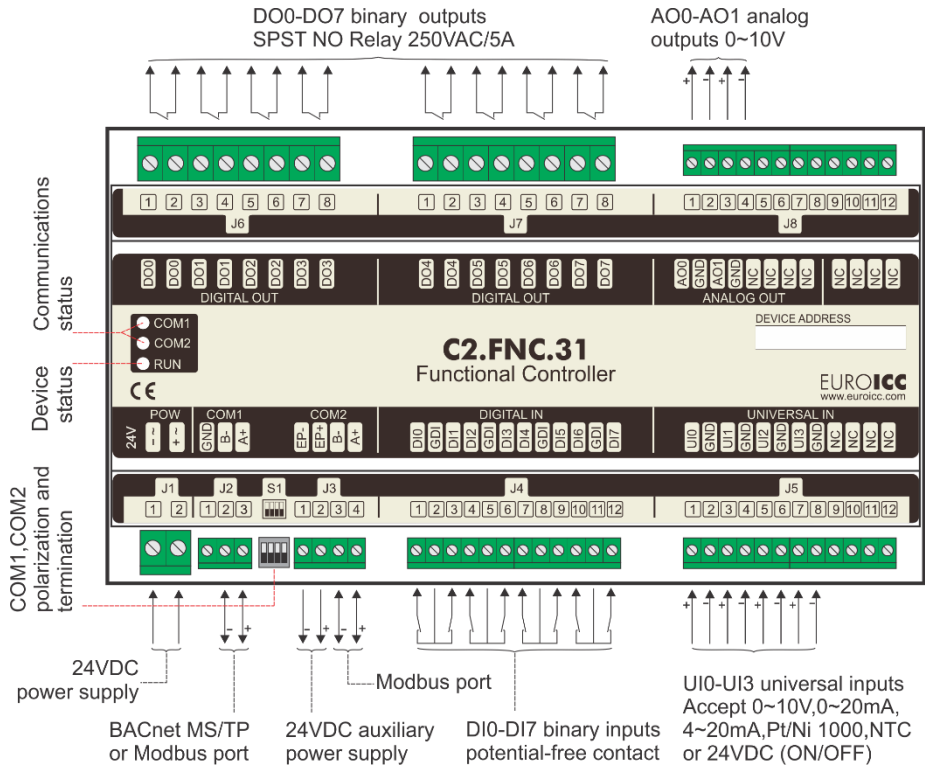 DO0-DO7 binary outputs
SPST NO Relay 250VAC/5A
AO0-AO1 analog
outputs 0~10V
1 2 3 4 5 6 7 8
J6
1 2 3 4 5 6 7 8
J7
1 2 3 4 5 6 7 8 9 10 11 12
J8
DO0 DO0 DO1 DO1 DO2 DO2 DO3 DO3
DIGITAL OUT
DO4 DO4 DO5 DO5 DO6 DO6 DO7 DO7
DIGITAL OUT
AO0 GND AO1 GND NC NC NC NC NC NC NC NC
ANALOG OUT
Communications
status
COM1
COM2
RUN
Device
status
CE
C2.FNC.31
Functional Controller
DEVICE ADDRESS
EUROICC
www.euroicc.com
24V
POW
- ~ + ~
COM1
GND B- A+
COM2
EP- EP+ B- A+
DIGITAL IN
DI0 GDI DI1 DI2 GDI DI3 DI4 GDI DI5 DI6 GDI DI7
UNIVERSAL IN
UI0 GND UI1 GND UI2 GND UI3 GND NC NC NC NC
J1
1 2
J2
1 2 3
S1
J3
1 2 3 4
J4
1 2 3 4 5 6 7 8 9 10 11 12
J5
1 2 3 4 5 6 7 8 9 10 11 12
COM1,COM2
polarization and
termination
24VDC
power supply
BACnet MS/TP
or Modbus port
24VDC auxiliary
power supply
Modbus port
DI0-DI7 binary inputs
potential-free contact
UI0-UI3 universal inputs
Accept 0~10V,0~20mA,
4~20mA,Pt/Ni 1000,NTC
or 24VDC (ON/OFF)